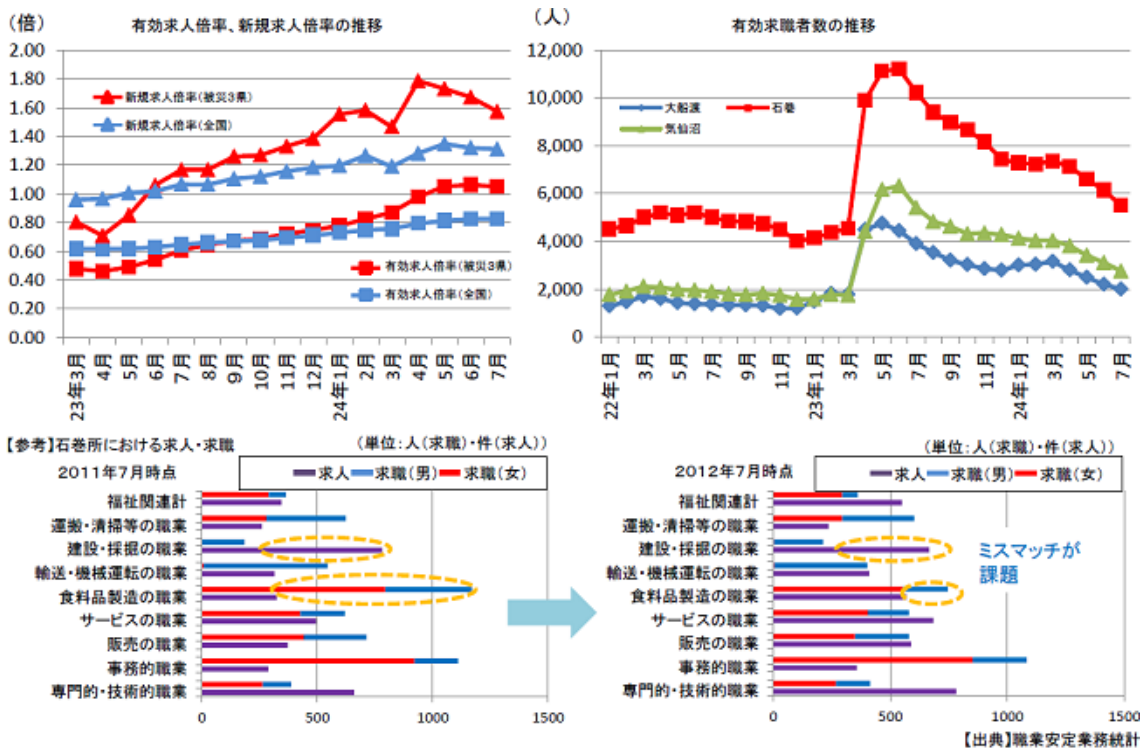 (倍)
有効求人倍率、新規求人倍率の推移
2.00
1.80
1.60
1.40
1.20
1.00
0.80
0.60
0.40
0.20
0.00
新規求人倍率(被災3県)
新規求人倍率(全国)
有効求人倍率(被災3県)
有効求人倍率(全国)
23年3月
4月
5月
6月
7月
8月
9月
10月
11月
12月
24年1月
2月
3月
4月
5月
6月
7月
(人)
有効求職者数の推移
12,000
10,000
8,000
6,000
4,000
2,000
0
大船渡 石巻
気仙沼
22年1月
3月
5月
7月
9月
11月
23年1月
3月
5月
7月
9月
11月
24年1月
3月
5月
7月
【参考】石巻所における求人・求職
(単位:人(求職)・件(求人))
2011年7月時点
求人 求職(男) 求職(女)
福祉関連計
運搬・清掃等の職業
建設・採掘の職業
輸送・機械運転の職業
食料品製造の職業
サービスの職業
販売の職業
事務的職業
専門的・技術的職業
0 500 1000 1500
(単位:人(求職)・件(求人))
2012年7月時点
求人 求職(男) 求職(女)
福祉関連計
運搬・清掃等の職業
建設・採掘の職業
輸送・機械運転の職業
食料品製造の職業
サービスの職業
販売の職業
事務的職業
専門的・技術的職業
ミスマッチが
課題
0 500 1000 1500
【出典】職業安定業務統計